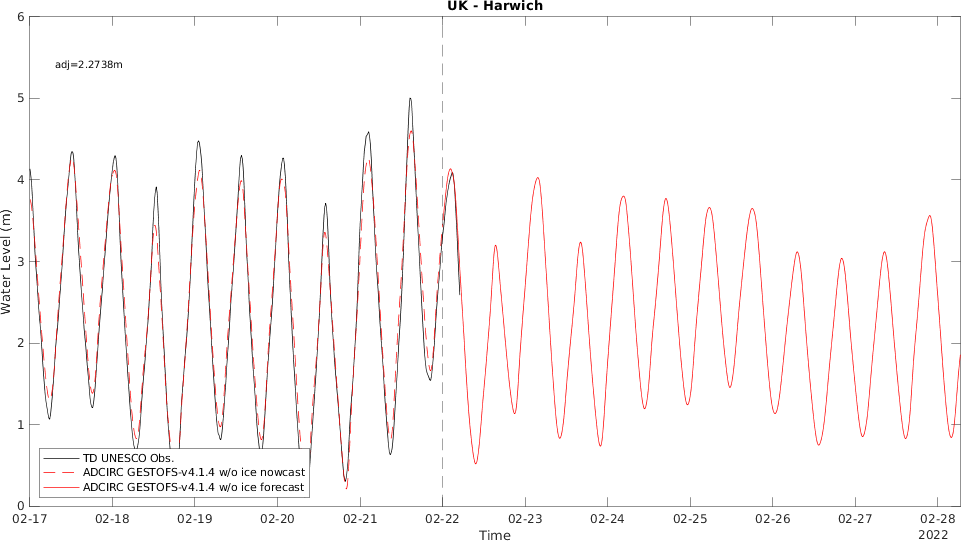 UK - Harwich
adj=2.2738m
6
5
4
3
2
1
0
Water Level (m)
TD UNESCO Obs.
ADCIRC GESTOFS-v4.1.4 w/o ice nowcast
ADCIRC GESTOFS-v4.1.4 w/o ice forecast
02-17 02-18 02-19 02-20 02-21 02-22 02-23 02-24 02-25 02-26 02-27 02-28
Time
2022